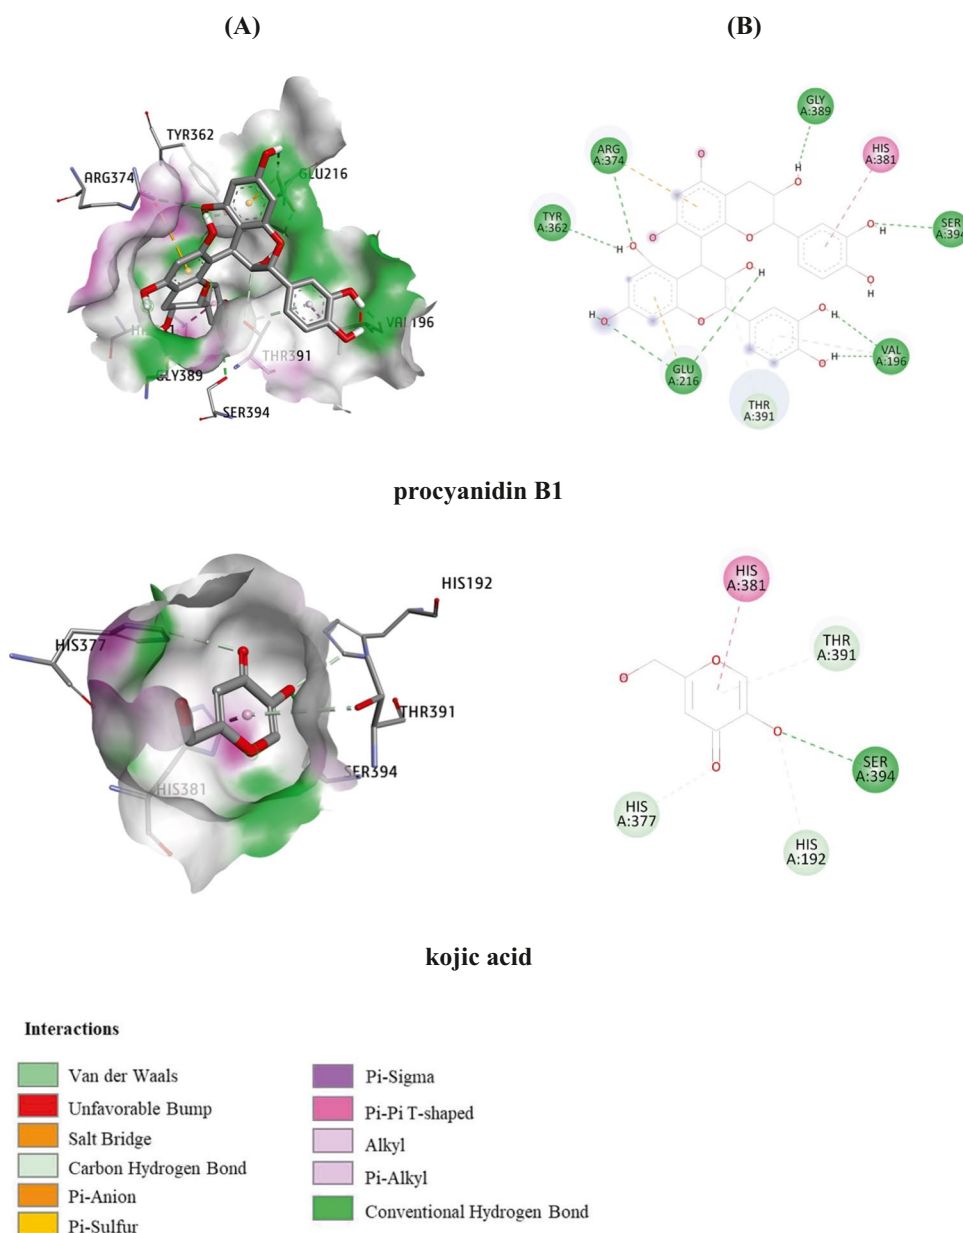 (A)
(B)
TYR362
ARG374
GLU216
VAL196
THR391
GLY389
SER394
GLY
A:389
ARG
A:374
HIS
A:381
TYR
A:362
SER
A:394
O
H
GLU
A:216
VAL
A:196
THR
A:391
procyanidin B1
HIS192
HIS377
THR391
SER394
HIS381
HIS
A:381
THR
A:391
SER
A:394
HIS
A:377
HIS
A:192
kojic acid
Interactions
Van der Waals
Unfavorable Bump
Salt Bridge
Carbon Hydrogen Bond
Pi-Anion
Pi-Sulfur
Pi-Sigma
Pi-Pi T-shaped
Alkyl
Pi-Alkyl
Conventional Hydrogen Bond